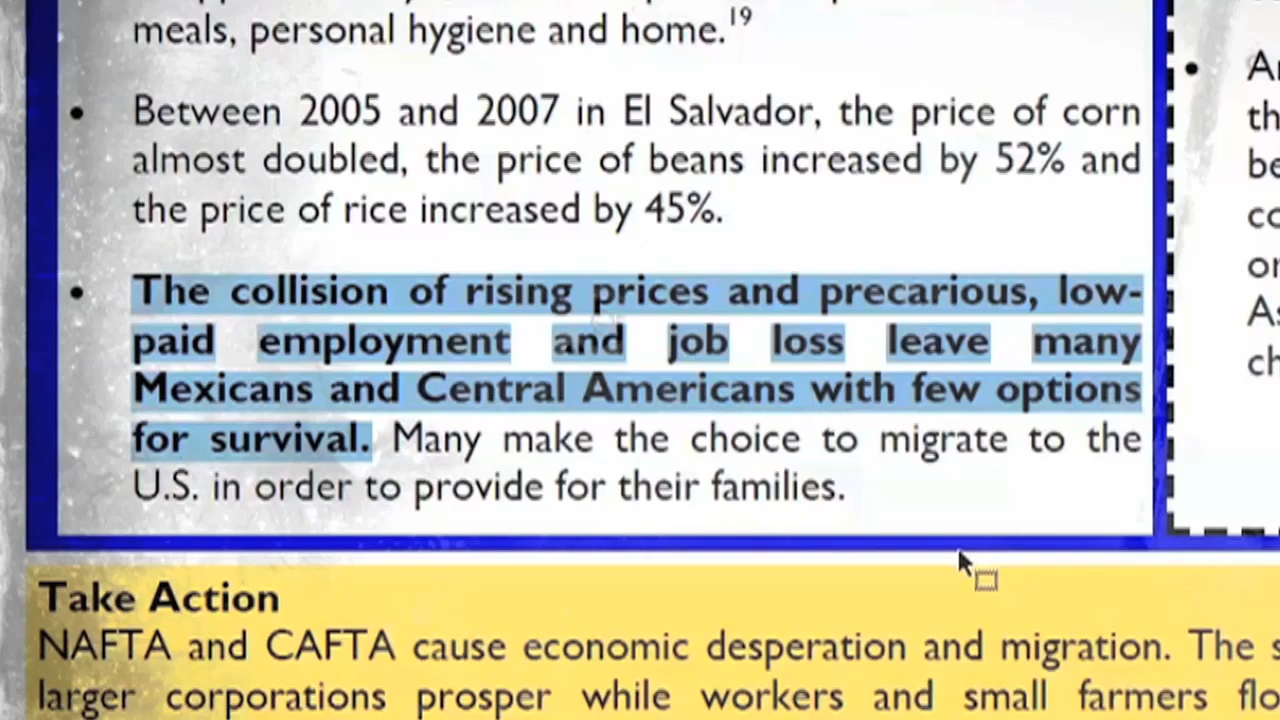 meals, personal hygiene and home.19
• Between 2005 and 2007 in El Salvador, the price of corn
almost doubled, the price of beans increased by 52% and
the price of rice increased by 45%.
• The collision of rising prices and precarious, low-
paid employment and job loss leave many
Mexicans and Central Americans with few options
for survival. Many make the choice to migrate to the
U.S. in order to provide for their families.
Take Action
NAFTA and CAFTA cause economic desperation and migration. The
larger corporations prosper while workers and small farmers